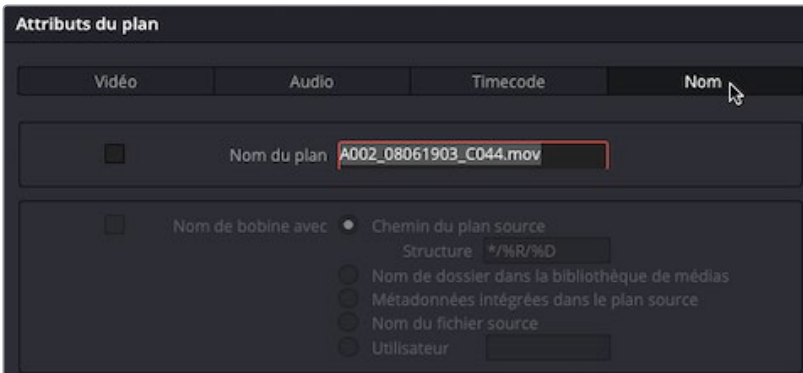 Attributs du plan
Vidéo Audio Timecode Nom
Nom du plan A002_08061903_C044.mov
Nom de bobine avec Chemin du plan source
Structure */%R/%D
Nom de dossier dans la bibliothèque de médias
Métadonnées intégrées dans le plan source
Nom du fichier source
Utilisateur